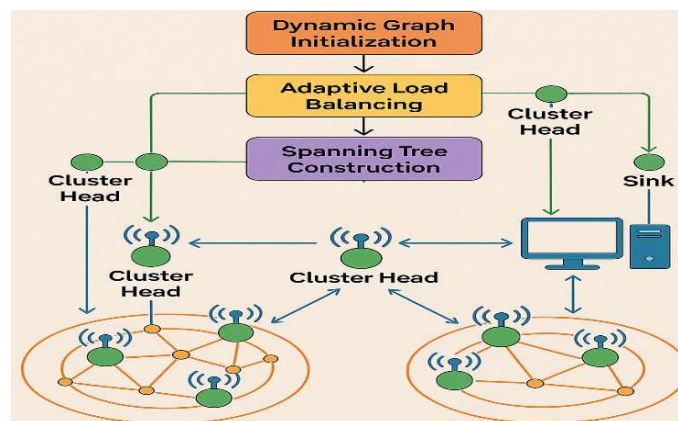 Dynamic Graph
Initialization
Adaptive Load
Balancing
Cluster
Head
Spanning Tree
Construction
Cluster
Head
Sink
Cluster
Head
Cluster Head